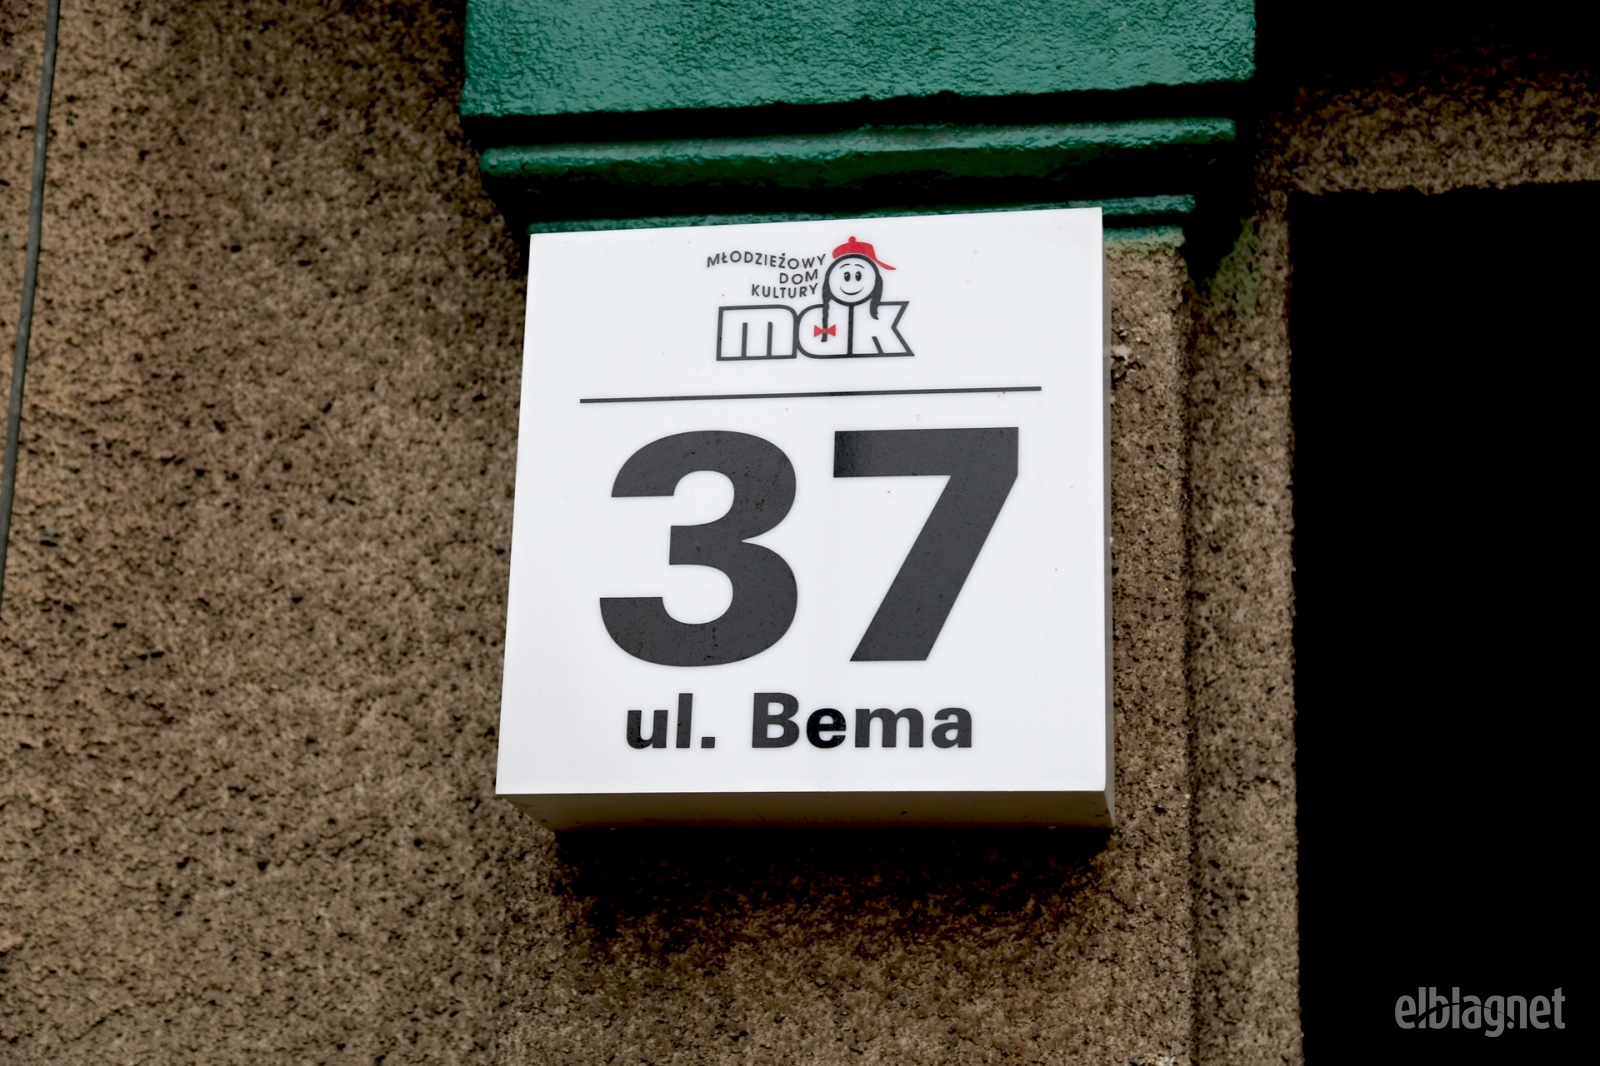 MŁODZIEŻOWY
DOM
KULTURY
mdk
37
ul. Bema
elblag.net